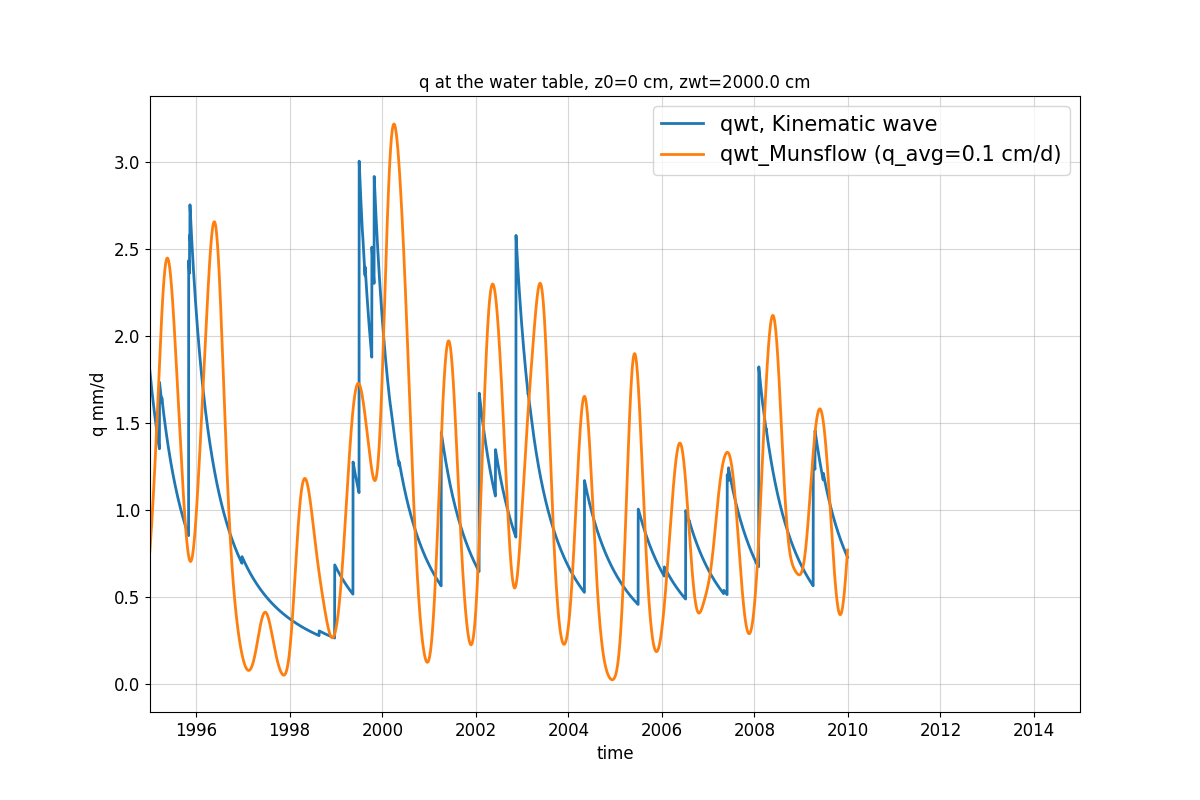 q at the water table, z0=0 cm, zwt=2000.0 cm
qwt, Kinematic wave
qwt_Munsflow (q_avg=0.1 cm/d)
q mm/d
3.0
2.5
2.0
1.5
1.0
0.5
0.0
1996 1998 2000 2002 2004 2006 2008 2010 2012 2014
time